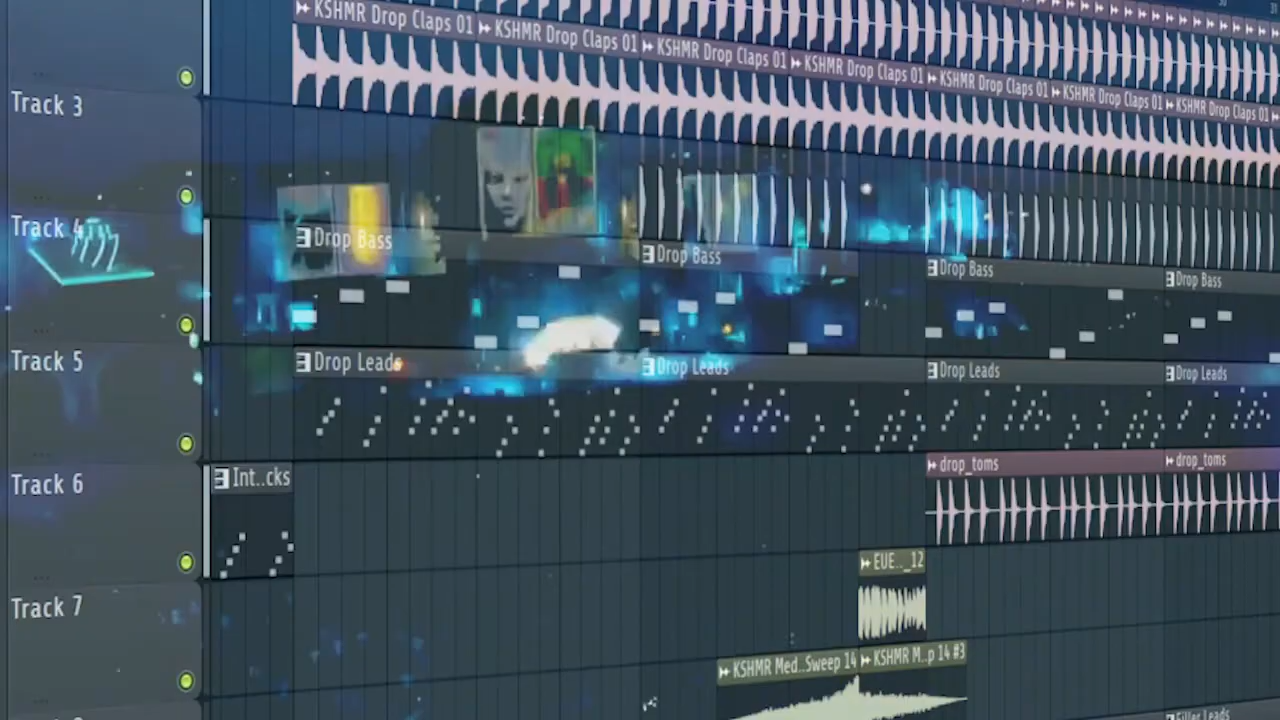 KSHMR Drop Claps 01 KSHMR Drop Claps 01 KSHMR Drop Claps 01 KSHMR Drop Claps 01 KSHMR Drop Claps 01 KSHMR Drop Claps 01 KSHMR Drop Claps 01
Track 3
Track 4
Drop Bass Drop Bass Drop Bass Drop Bass
Track 5
Drop Leads Drop Leads Drop Leads Drop Leads
Track 6
Int..cks drop_toms drop_toms
EUE.._12
Track 7
KSHMR Med..Sweep 14 KSHMR M..p 14 #3